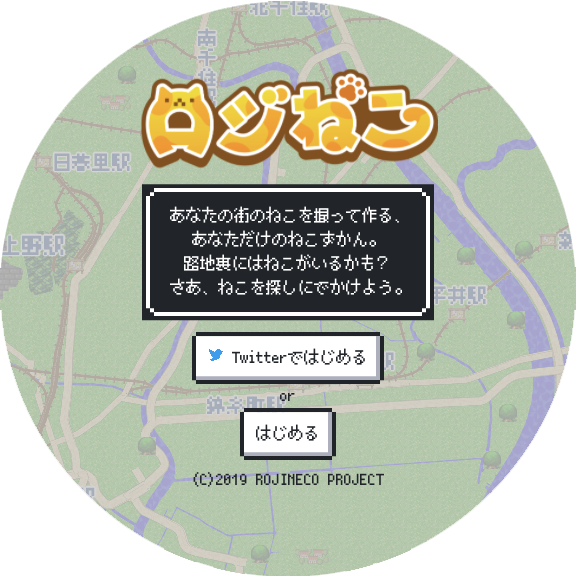 北千住駅
南千住駅
ロジねこ
日暮里駅
上野駅
あなたの街のねこを撮って作る、
あなただけのねこずかん。
路地裏にはねこがいるかも?
さあ、ねこを探しにでかけよう。
平井駅
Twitterではじめる
駅
錦糸町駅
or
はじめる
(C)2019 ROJINECO PROJECT